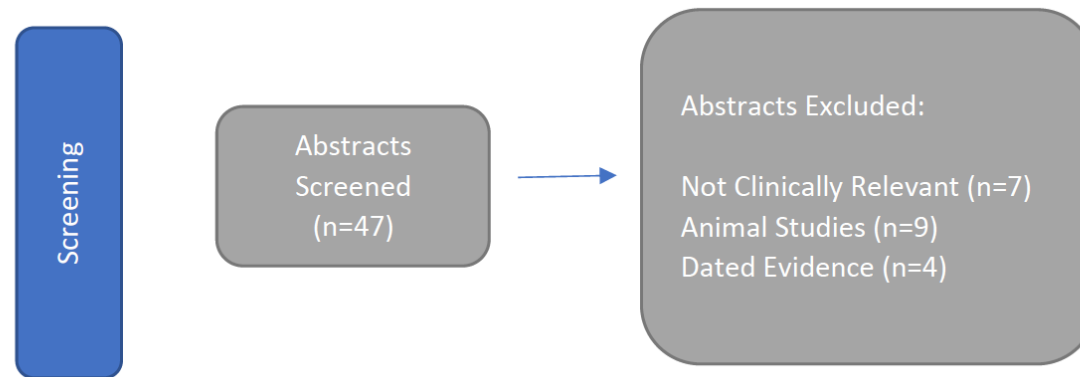 Screening
Abstracts
Screened
(n=47)
Abstracts Excluded:
Not Clinically Relevant (n=7)
Animal Studies (n=9)
Dated Evidence (n=4)